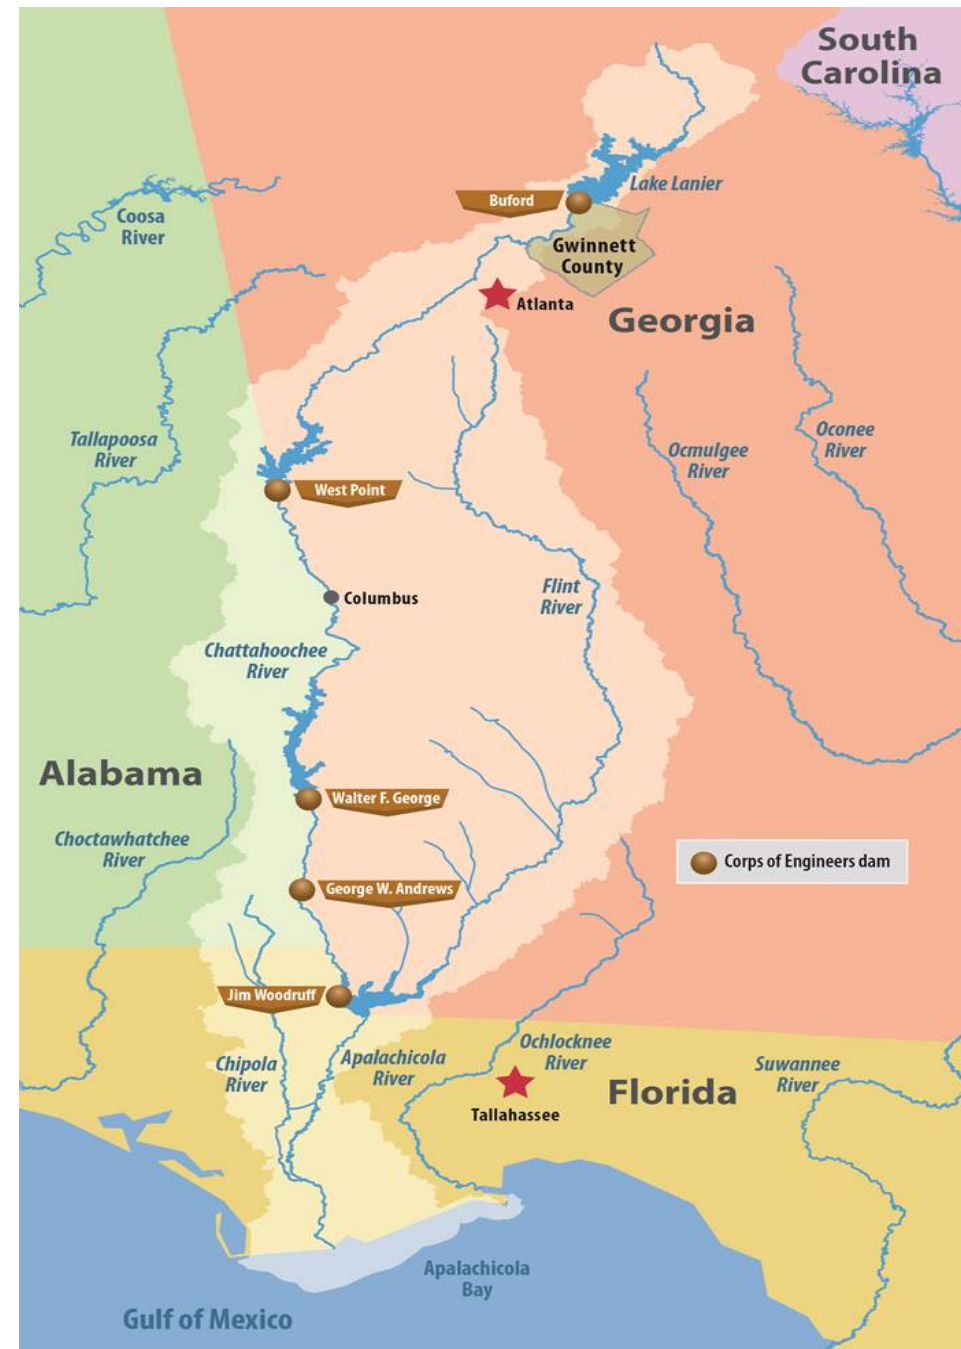 South
Carolina
Lake Lanier
Buford
Coosa
River
Gwinnett
County
Atlanta
Georgia
Tallapoosa
River
Ocmulgee
River
Oconee
River
West Point
Flint
River
Columbus
Chattahoochee
River
Alabama
Walter F. George
Choctawhatchee
River
Corps of Engineers dam
George W. Andrews
Jim Woodruff
Chipola
River
Apalachicola
River
Ochlocknee
River
Suwannee
River
Florida
Tallahassee
Apalachicola
Bay
Gulf of Mexico